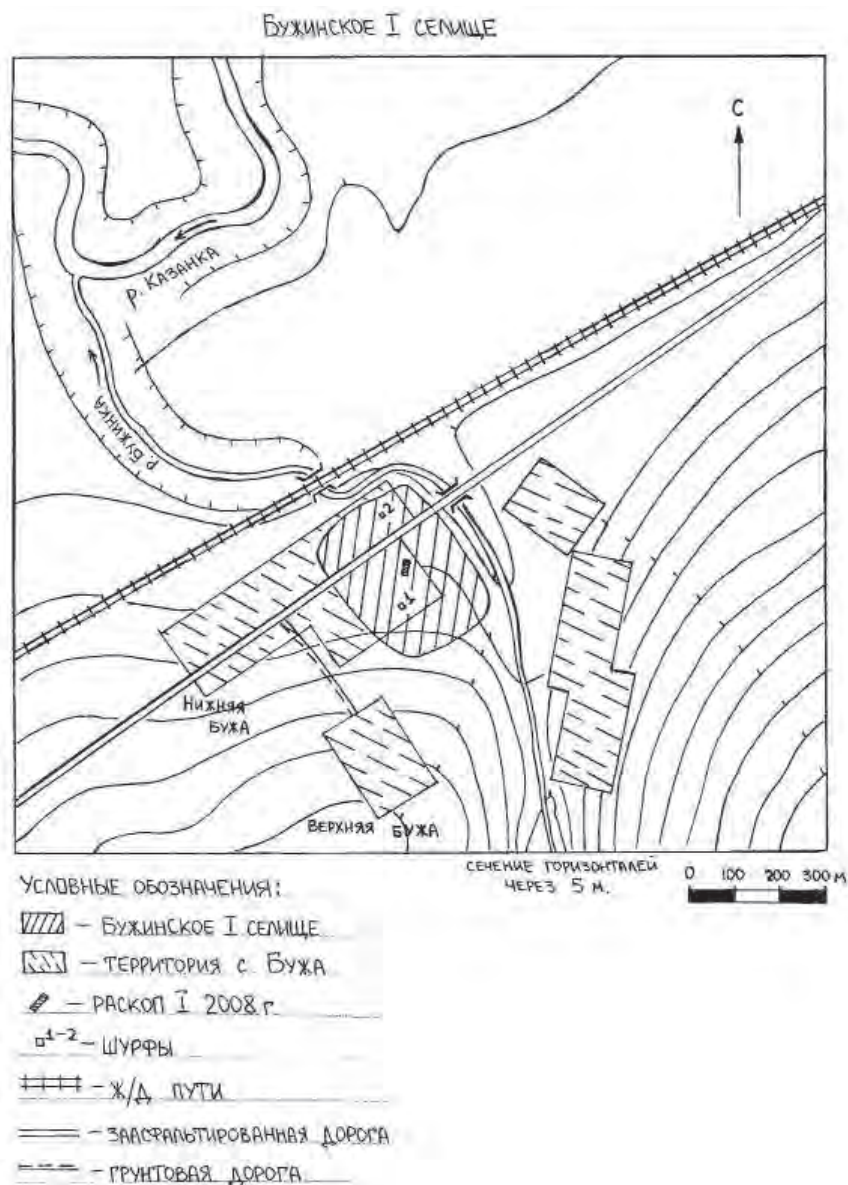 Бужинское I селище
С
р. Казанка
р. Бужинка
2
1
Нижняя
Бужа
Верхняя Бужа
Сечение горизонталей
через 5 м.
0 100 200 300 м
Условные обозначения:
– Бужинское I селище
– территория с. Бужа
– раскоп I 2008 г.
1-2 – шурфы
– ж/д пути
– заасфальтированная дорога
– грунтовая дорога